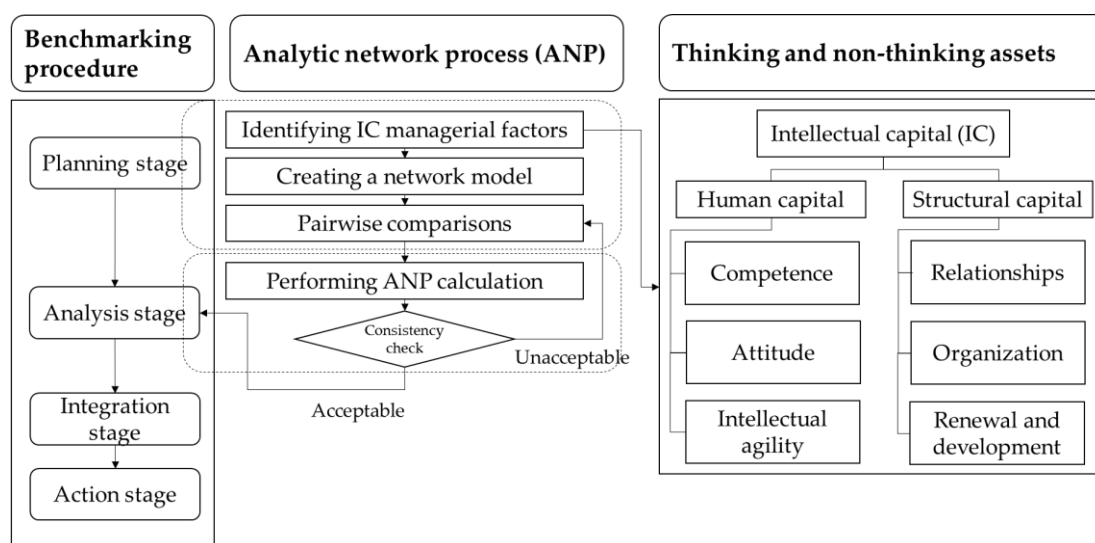 Benchmarking
procedure
Analytic network process (ANP)
Thinking and non-thinking assets
Planning stage
Analysis stage
Integration
stage
Action stage
Identifying IC managerial factors
Creating a network model
Pairwise comparisons
Performing ANP calculation
Consistency
check
Unacceptable
Acceptable
Intellectual capital (IC)
Human capital
Structural capital
Competence
Attitude
Intellectual
agility
Relationships
Organization
Renewal and
development